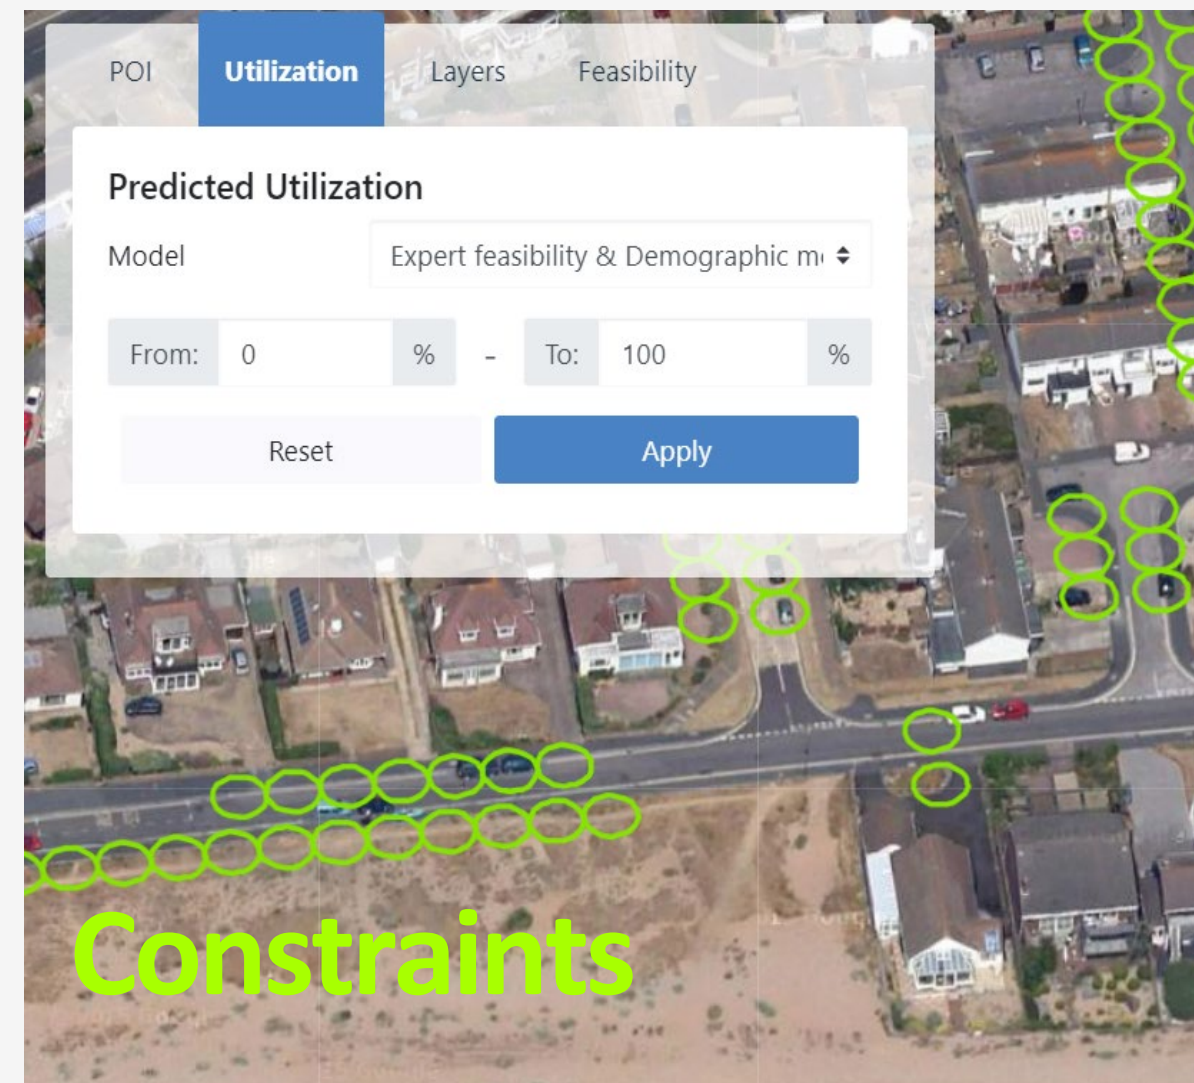 POI Utilization Layers Feasibility
Predicted Utilization
Model Expert feasibility & Demographic m
From: 0 % - To: 100 %
Reset Apply
Constraints